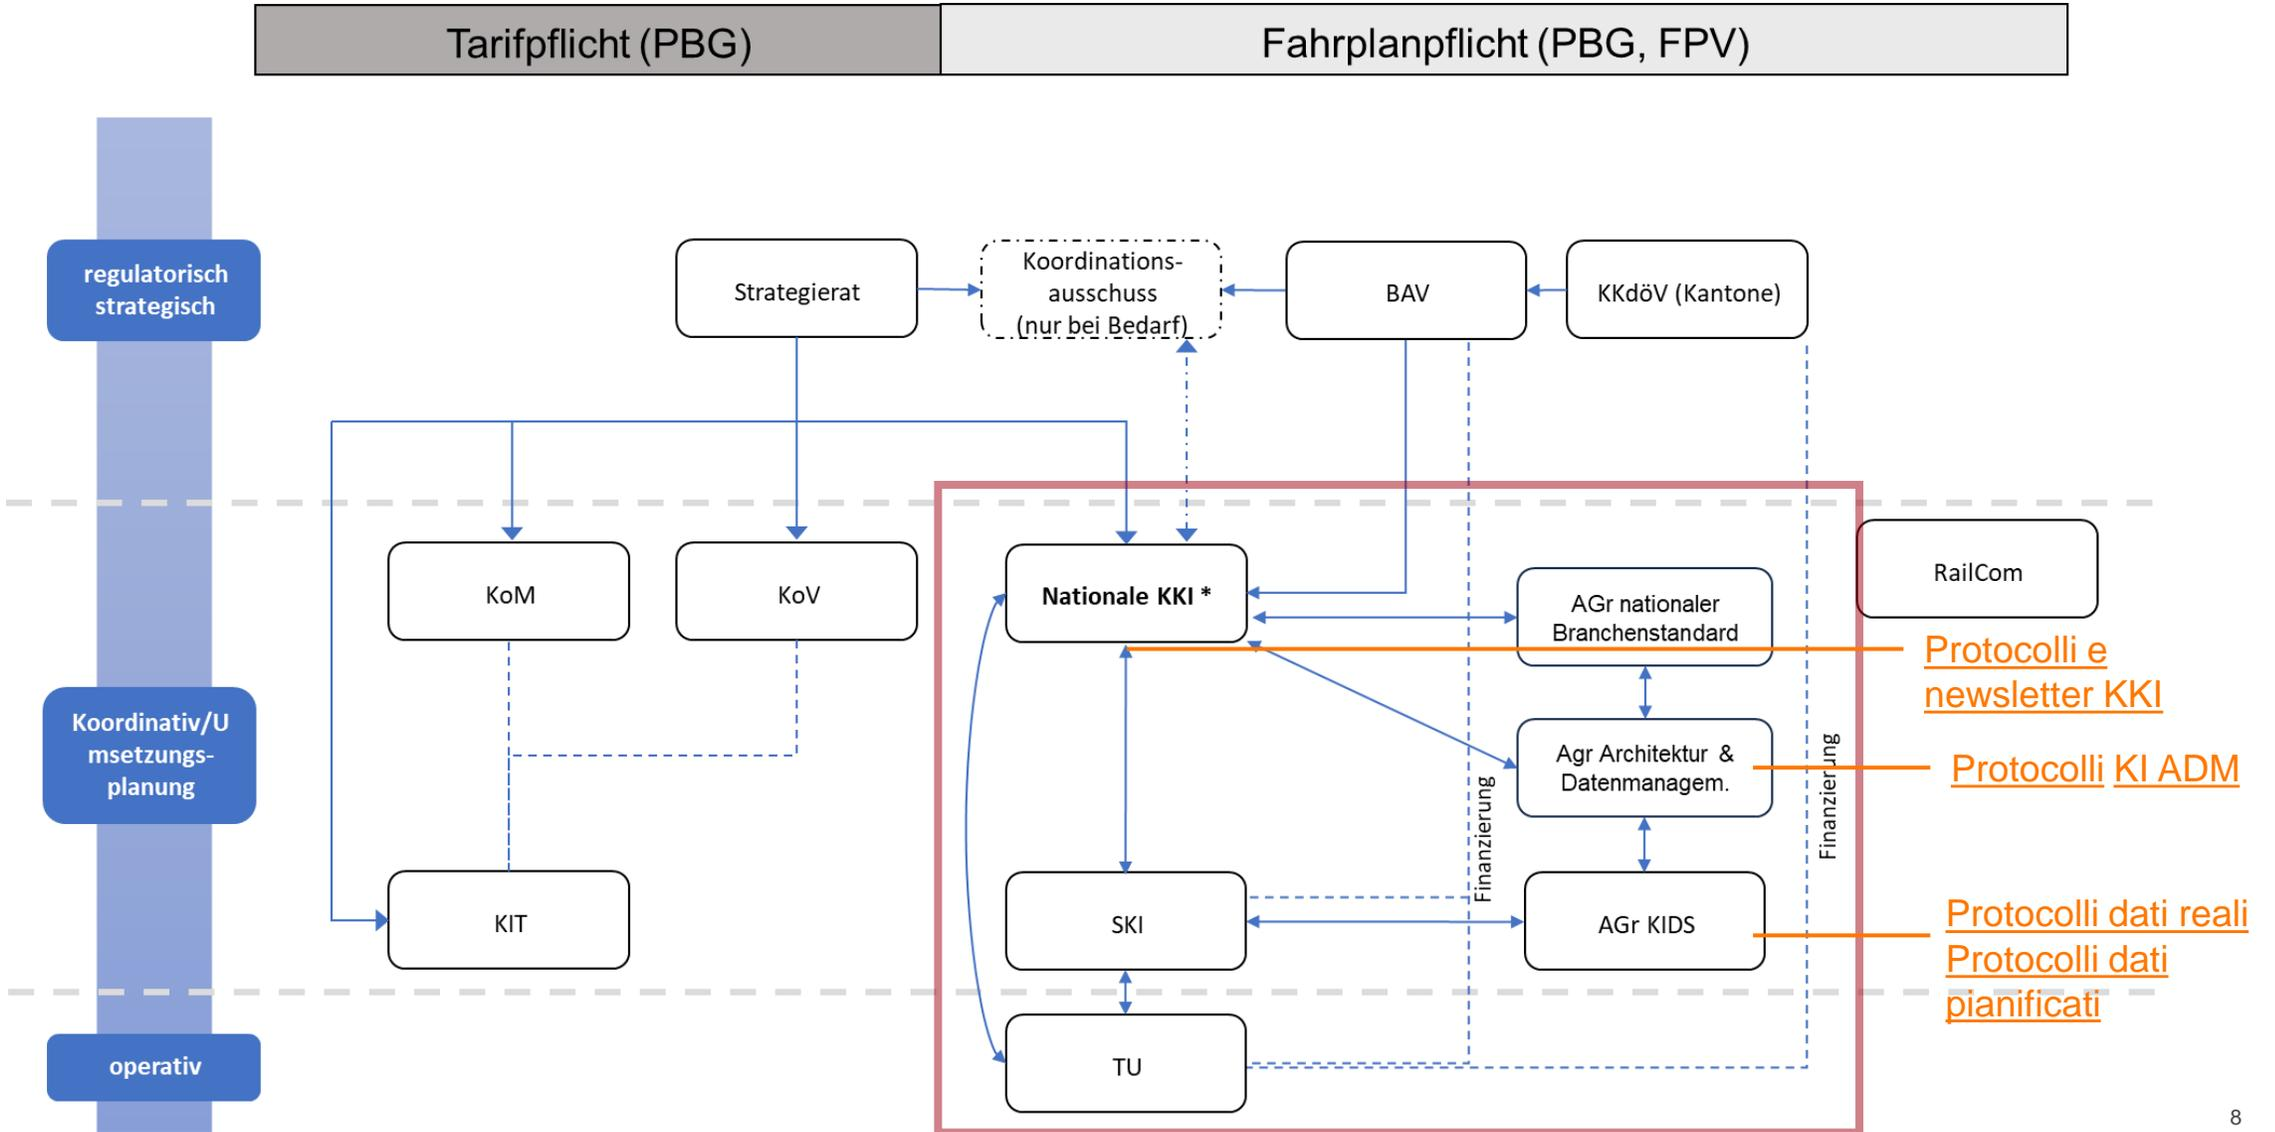 Tarifpflicht (PBG)
Fahrplanpflicht (PBG, FPV)
regulatorisch
strategisch
Strategierat
Koordinations-
ausschuss
(nur bei Bedarf)
BAV
KKdöV (Kantone)
KoM
KoV
Nationale KKI *
AGr nationaler
Branchenstandard
RailCom
Protocolli e
newsletter KKI
Koordinativ/U
msetzungs-
planung
Agr Architektur &
Datenmanagem.
Protocolli KI ADM
Finanzierung
Finanzierung
KIT
SKI
AGr KIDS
Protocolli dati reali
Protocolli dati
pianificati
operativ
TU
8